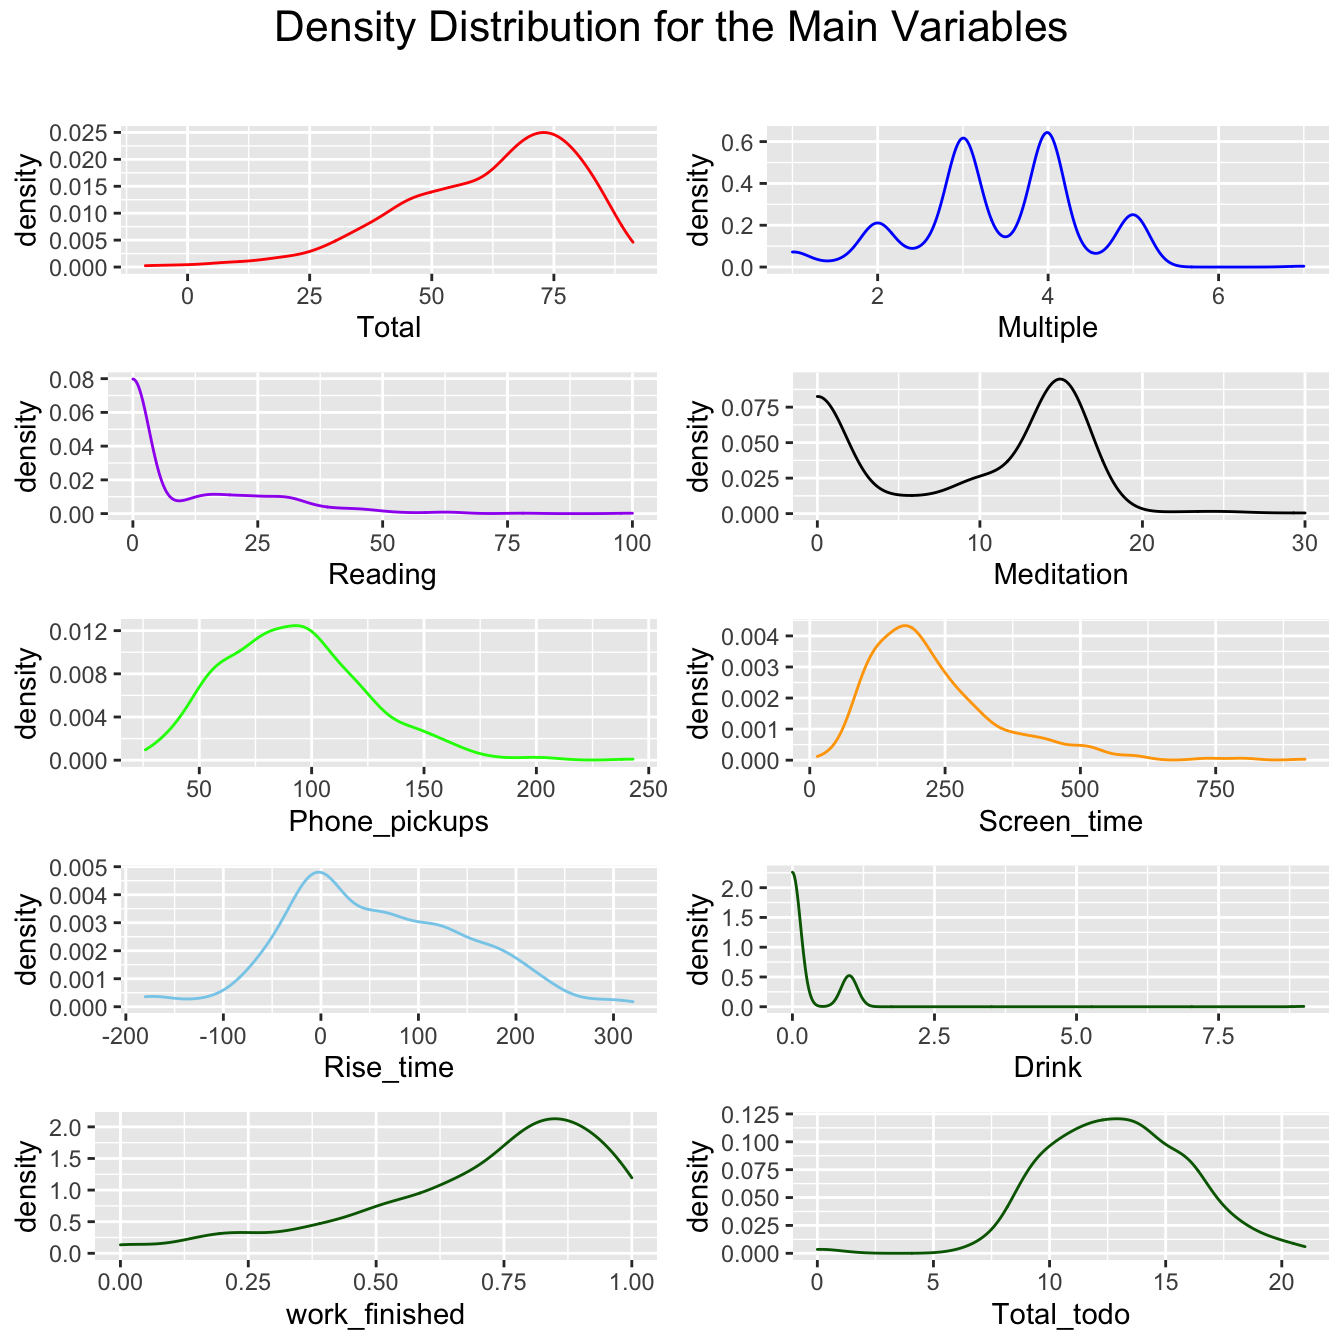 Density Distribution for the Main Variables
density
0.025
0.020
0.015
0.010
0.005
0.000
0 25 50 75
Total
density
0.6
0.4
0.2
0.0
2 4 6
Multiple
density
0.08
0.06
0.04
0.02
0.00
0 25 50 75 100
Reading
density
0.075
0.050
0.025
0.000
0 10 20 30
Meditation
density
0.012
0.008
0.004
0.000
50 100 150 200 250
Phone_pickups
density
0.004
0.003
0.002
0.001
0.000
0 250 500 750
Screen_time
density
0.005
0.004
0.003
0.002
0.001
0.000
-200 -100 0 100 200 300
Rise_time
density
2.0
1.5
1.0
0.5
0.0
0.0 2.5 5.0 7.5
Drink
density
2.0
1.5
1.0
0.5
0.0
0.00 0.25 0.50 0.75 1.00
work_finished
density
0.125
0.100
0.075
0.050
0.025
0.000
0 5 10 15 20
Total_todo